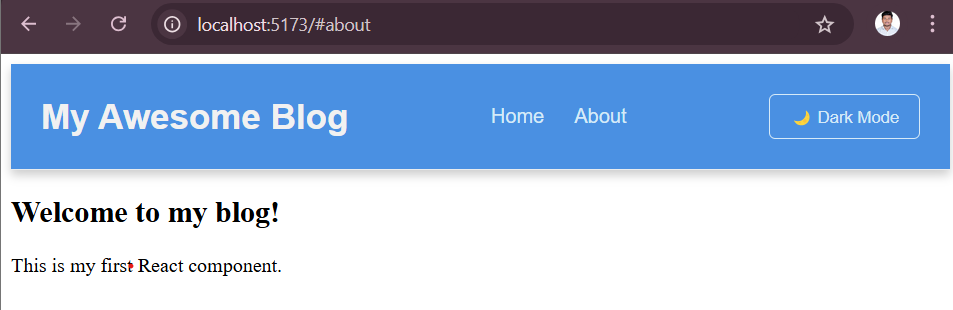 localhost:5173/#about
My Awesome Blog
Home About
🌙 Dark Mode
Welcome to my blog!
This is my first React component.